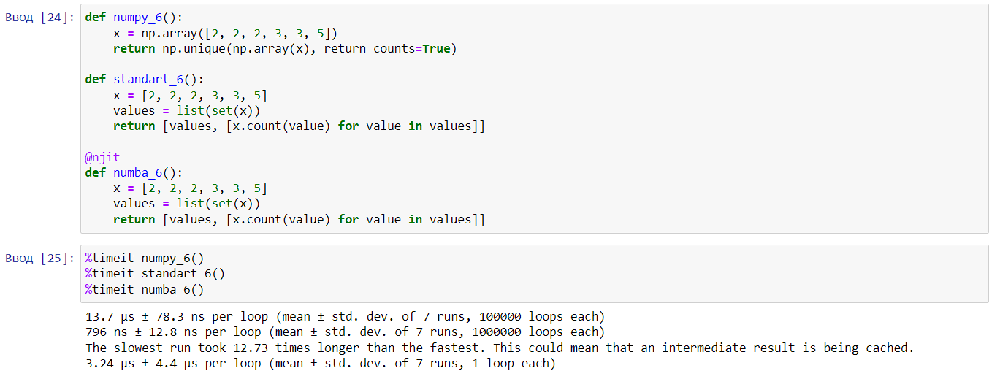 Ввод [24]: def numpy_6():
    x = np.array([2, 2, 2, 3, 3, 5])
    return np.unique(np.array(x), return_counts=True)
def standart_6():
    x = [2, 2, 2, 3, 3, 5]
    values = list(set(x))
    return [values, [x.count(value) for value in values]]
@njit
def numba_6():
    x = [2, 2, 2, 3, 3, 5]
    values = list(set(x))
    return [values, [x.count(value) for value in values]]
Ввод [25]: %timeit numpy_6()
%timeit standart_6()
%timeit numba_6()
13.7 µs ± 78.3 ns per loop (mean ± std. dev. of 7 runs, 100000 loops each)
796 ns ± 12.8 ns per loop (mean ± std. dev. of 7 runs, 1000000 loops each)
The slowest run took 12.73 times longer than the fastest. This could mean that an intermediate result is being cached.
3.24 µs ± 4.4 µs per loop (mean ± std. dev. of 7 runs, 1 loop each)